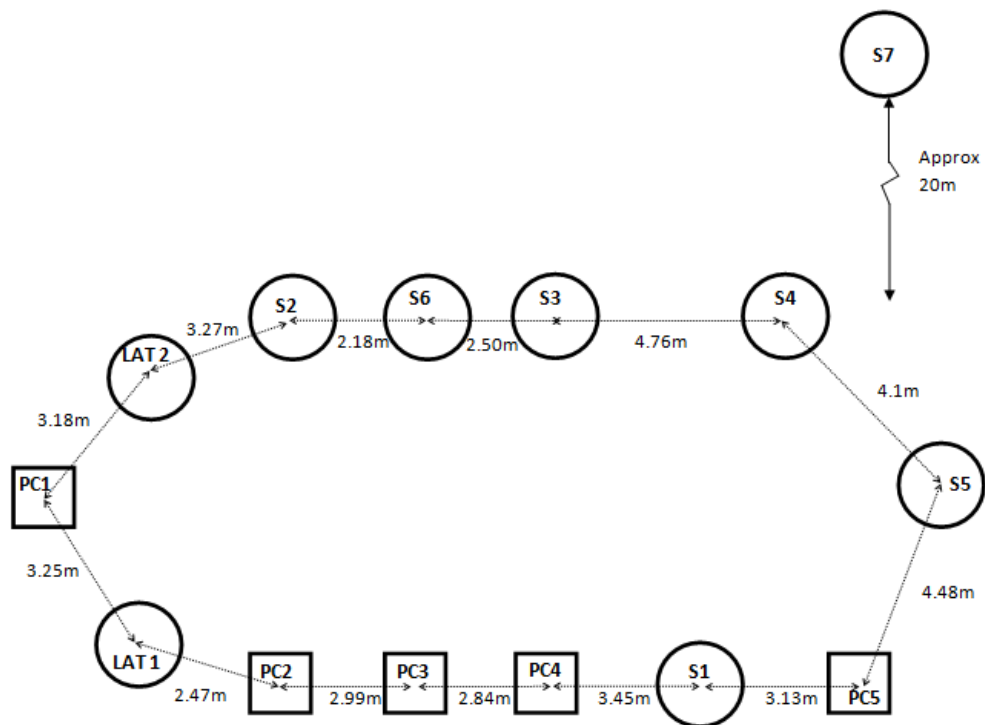 S7
Approx
20m
S2
S6
S3
S4
3.27m
2.18m
2.50m
4.76m
LAT 2
4.1m
3.18m
PC1
S5
3.25m
4.48m
LAT 1
PC2
PC3
PC4
S1
PC5
2.47m
2.99m
2.84m
3.45m
3.13m